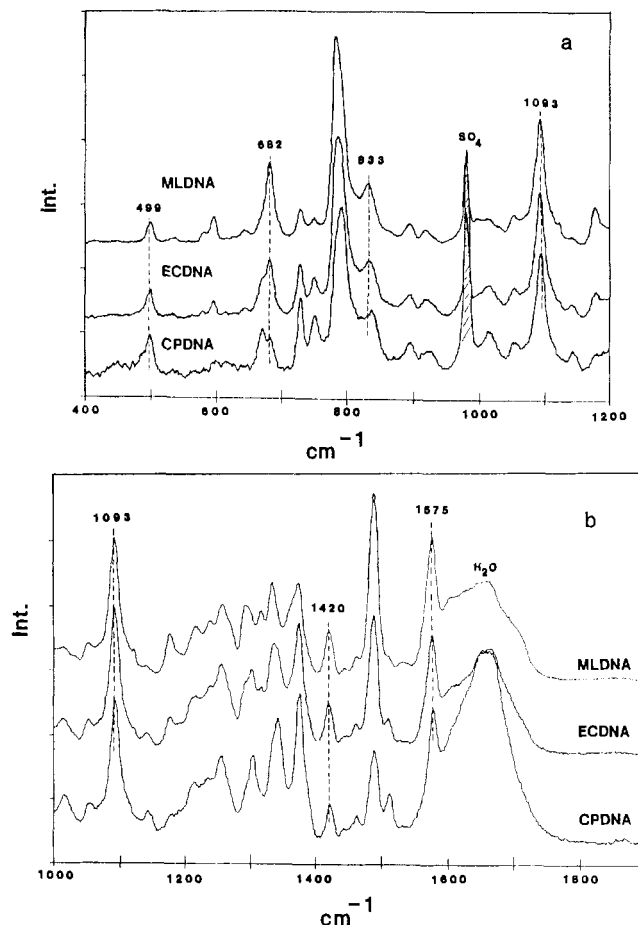 a
Int.
499
682
833
SO4
1093
MLDNA
ECDNA
CPDNA
400 600 800 1000 1200
cm-1
b
Int.
1093
1420
1575
H2O
MLDNA
ECDNA
CPDNA
1000 1200 1400 1600 1800
cm-1